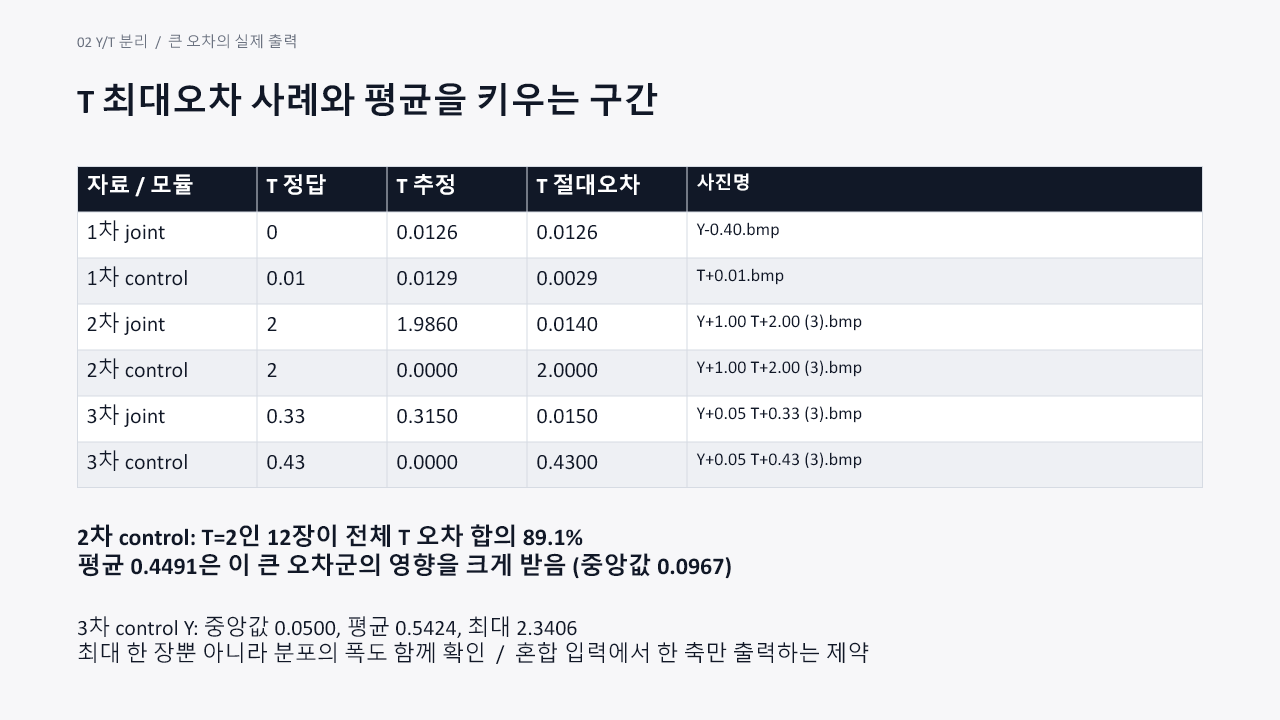 02 Y/T 분리 / 큰 오차의 실제 출력
T 최대오차 사례와 평균을 키우는 구간
자료 / 모듈 T 정답 T 추정 T 절대오차 사진명
1차 joint 0 0.0126 0.0126 Y-0.40.bmp
1차 control 0.01 0.0129 0.0029 T+0.01.bmp
2차 joint 2 1.9860 0.0140 Y+1.00 T+2.00 (3).bmp
2차 control 2 0.0000 2.0000 Y+1.00 T+2.00 (3).bmp
3차 joint 0.33 0.3150 0.0150 Y+0.05 T+0.33 (3).bmp
3차 control 0.43 0.0000 0.4300 Y+0.05 T+0.43 (3).bmp
2차 control: T=2인 12장이 전체 T 오차 합의 89.1%
평균 0.4491은 이 큰 오차군의 영향을 크게 받음 (중앙값 0.0967)
3차 control Y: 중앙값 0.0500, 평균 0.5424, 최대 2.3406
최대 한 장뿐 아니라 분포의 폭도 함께 확인 / 혼합 입력에서 한 축만 출력하는 제약